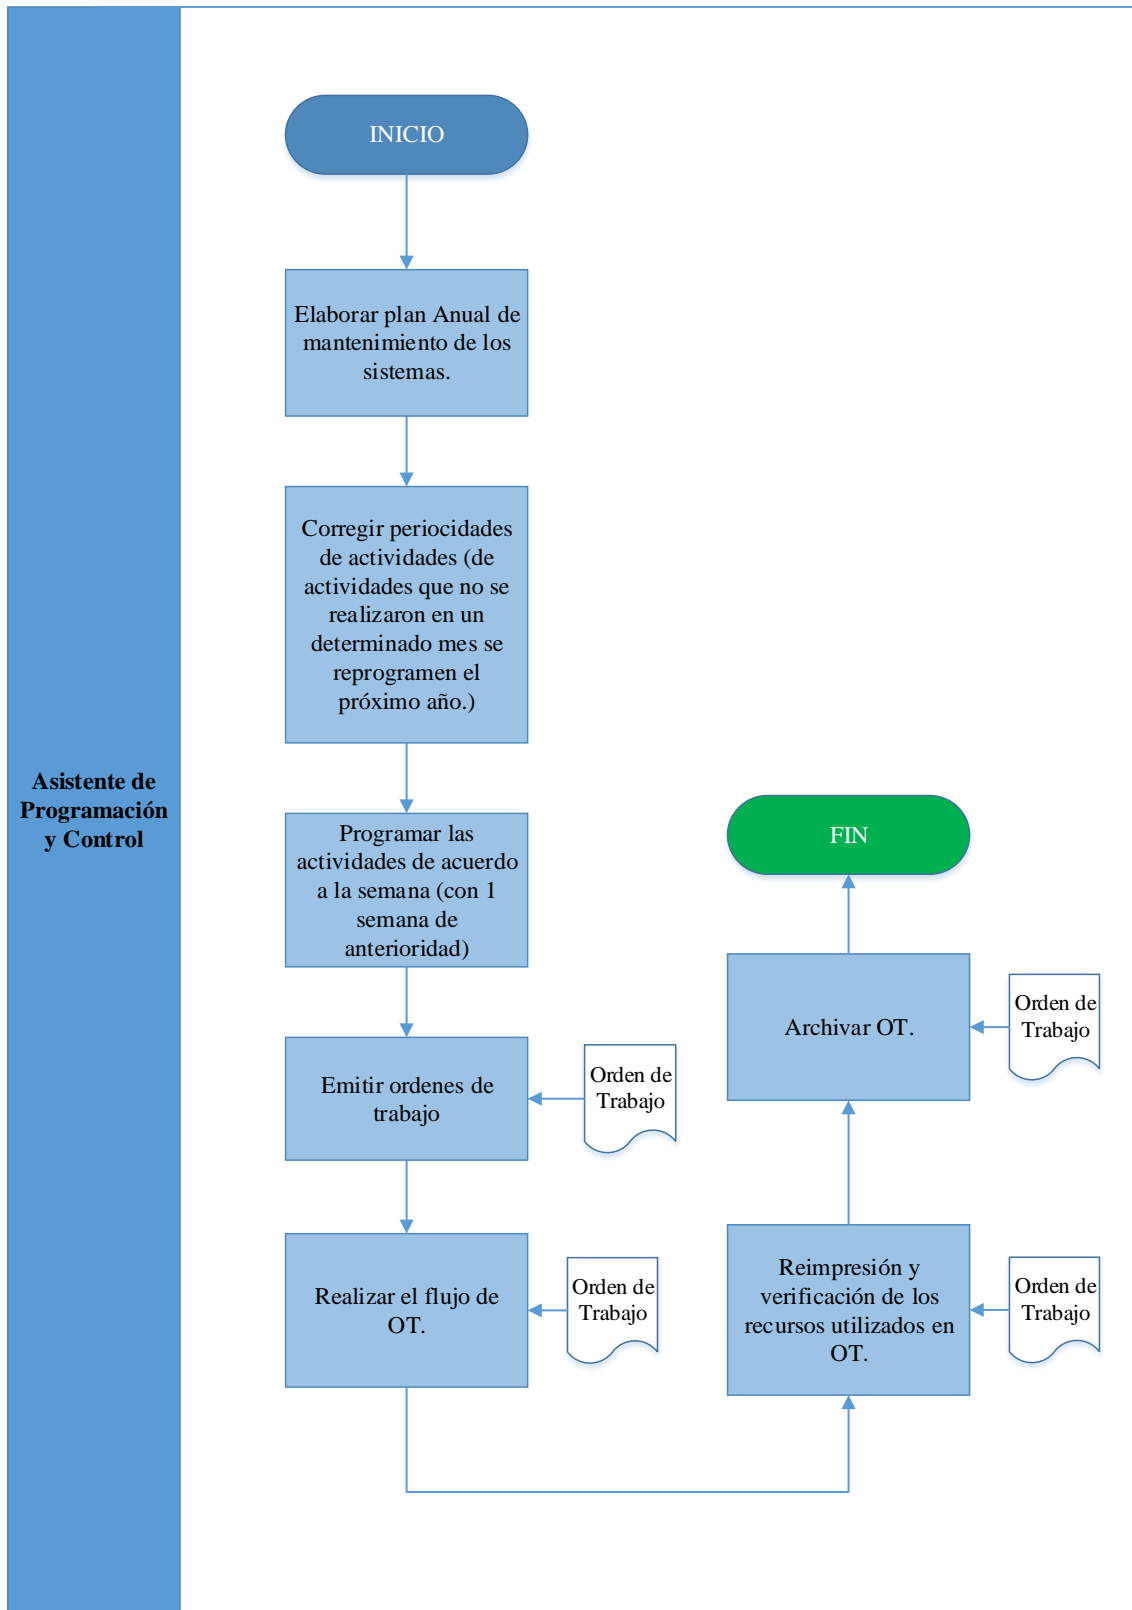 Asistente de
Programación
y Control
INICIO
Elaborar plan Anual de
mantenimiento de los
sistemas.
Corregir periocidades
de actividades (de
actividades que no se
realizaron en un
determinado mes se
reprogramen el
próximo año.)
Programar las
actividades de acuerdo
a la semana (con 1
semana de
anterioridad)
Emitir ordenes de
trabajo
Orden de
Trabajo
Realizar el flujo de
OT.
Orden de
Trabajo
Reimpresión y
verificación de los
recursos utilizados en
OT.
Orden de
Trabajo
Archivar OT.
Orden de
Trabajo
FIN